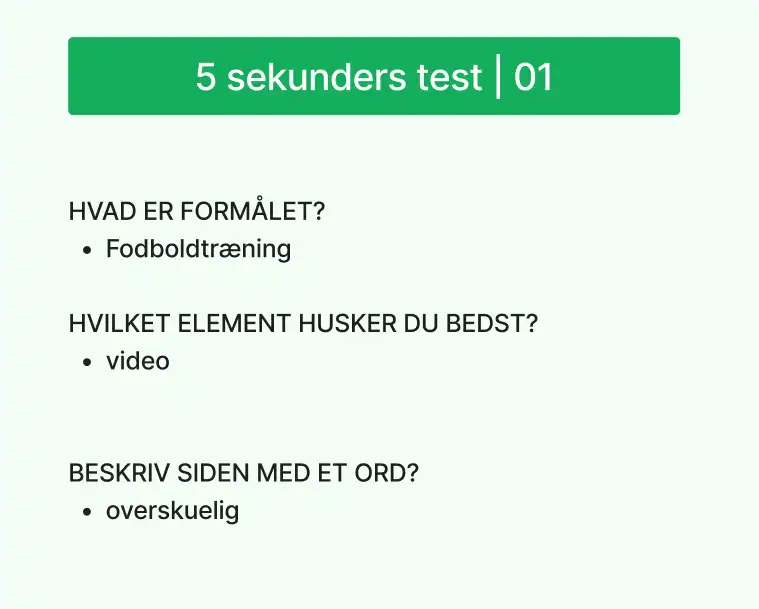 5 sekunders test | 01
HVAD ER FORMÅLET?
• Fodboldtræning
HVILKET ELEMENT HUSKER DU BEDST?
• video
BESKRIV SIDEN MED ET ORD?
• overskuelig